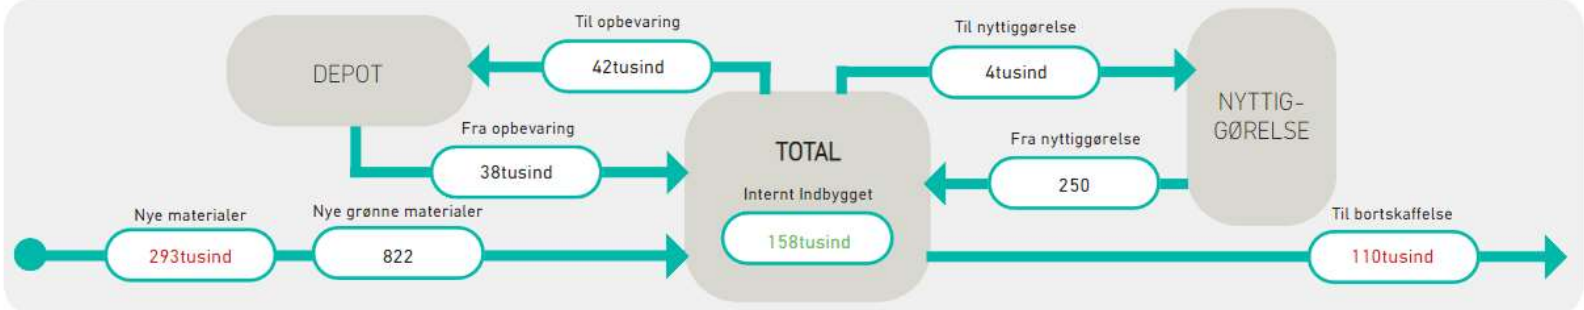 Til opbevaring
42tusind
DEPOT
Fra opbevaring
38tusind
Til nyttiggørelse
4tusind
NYTTIG-
GØRELSE
Fra nyttiggørelse
250
TOTAL
Internt Indbygget
158tusind
Nye materialer
293tusind
Nye grønne materialer
822
Til bortskaffelse
110tusind